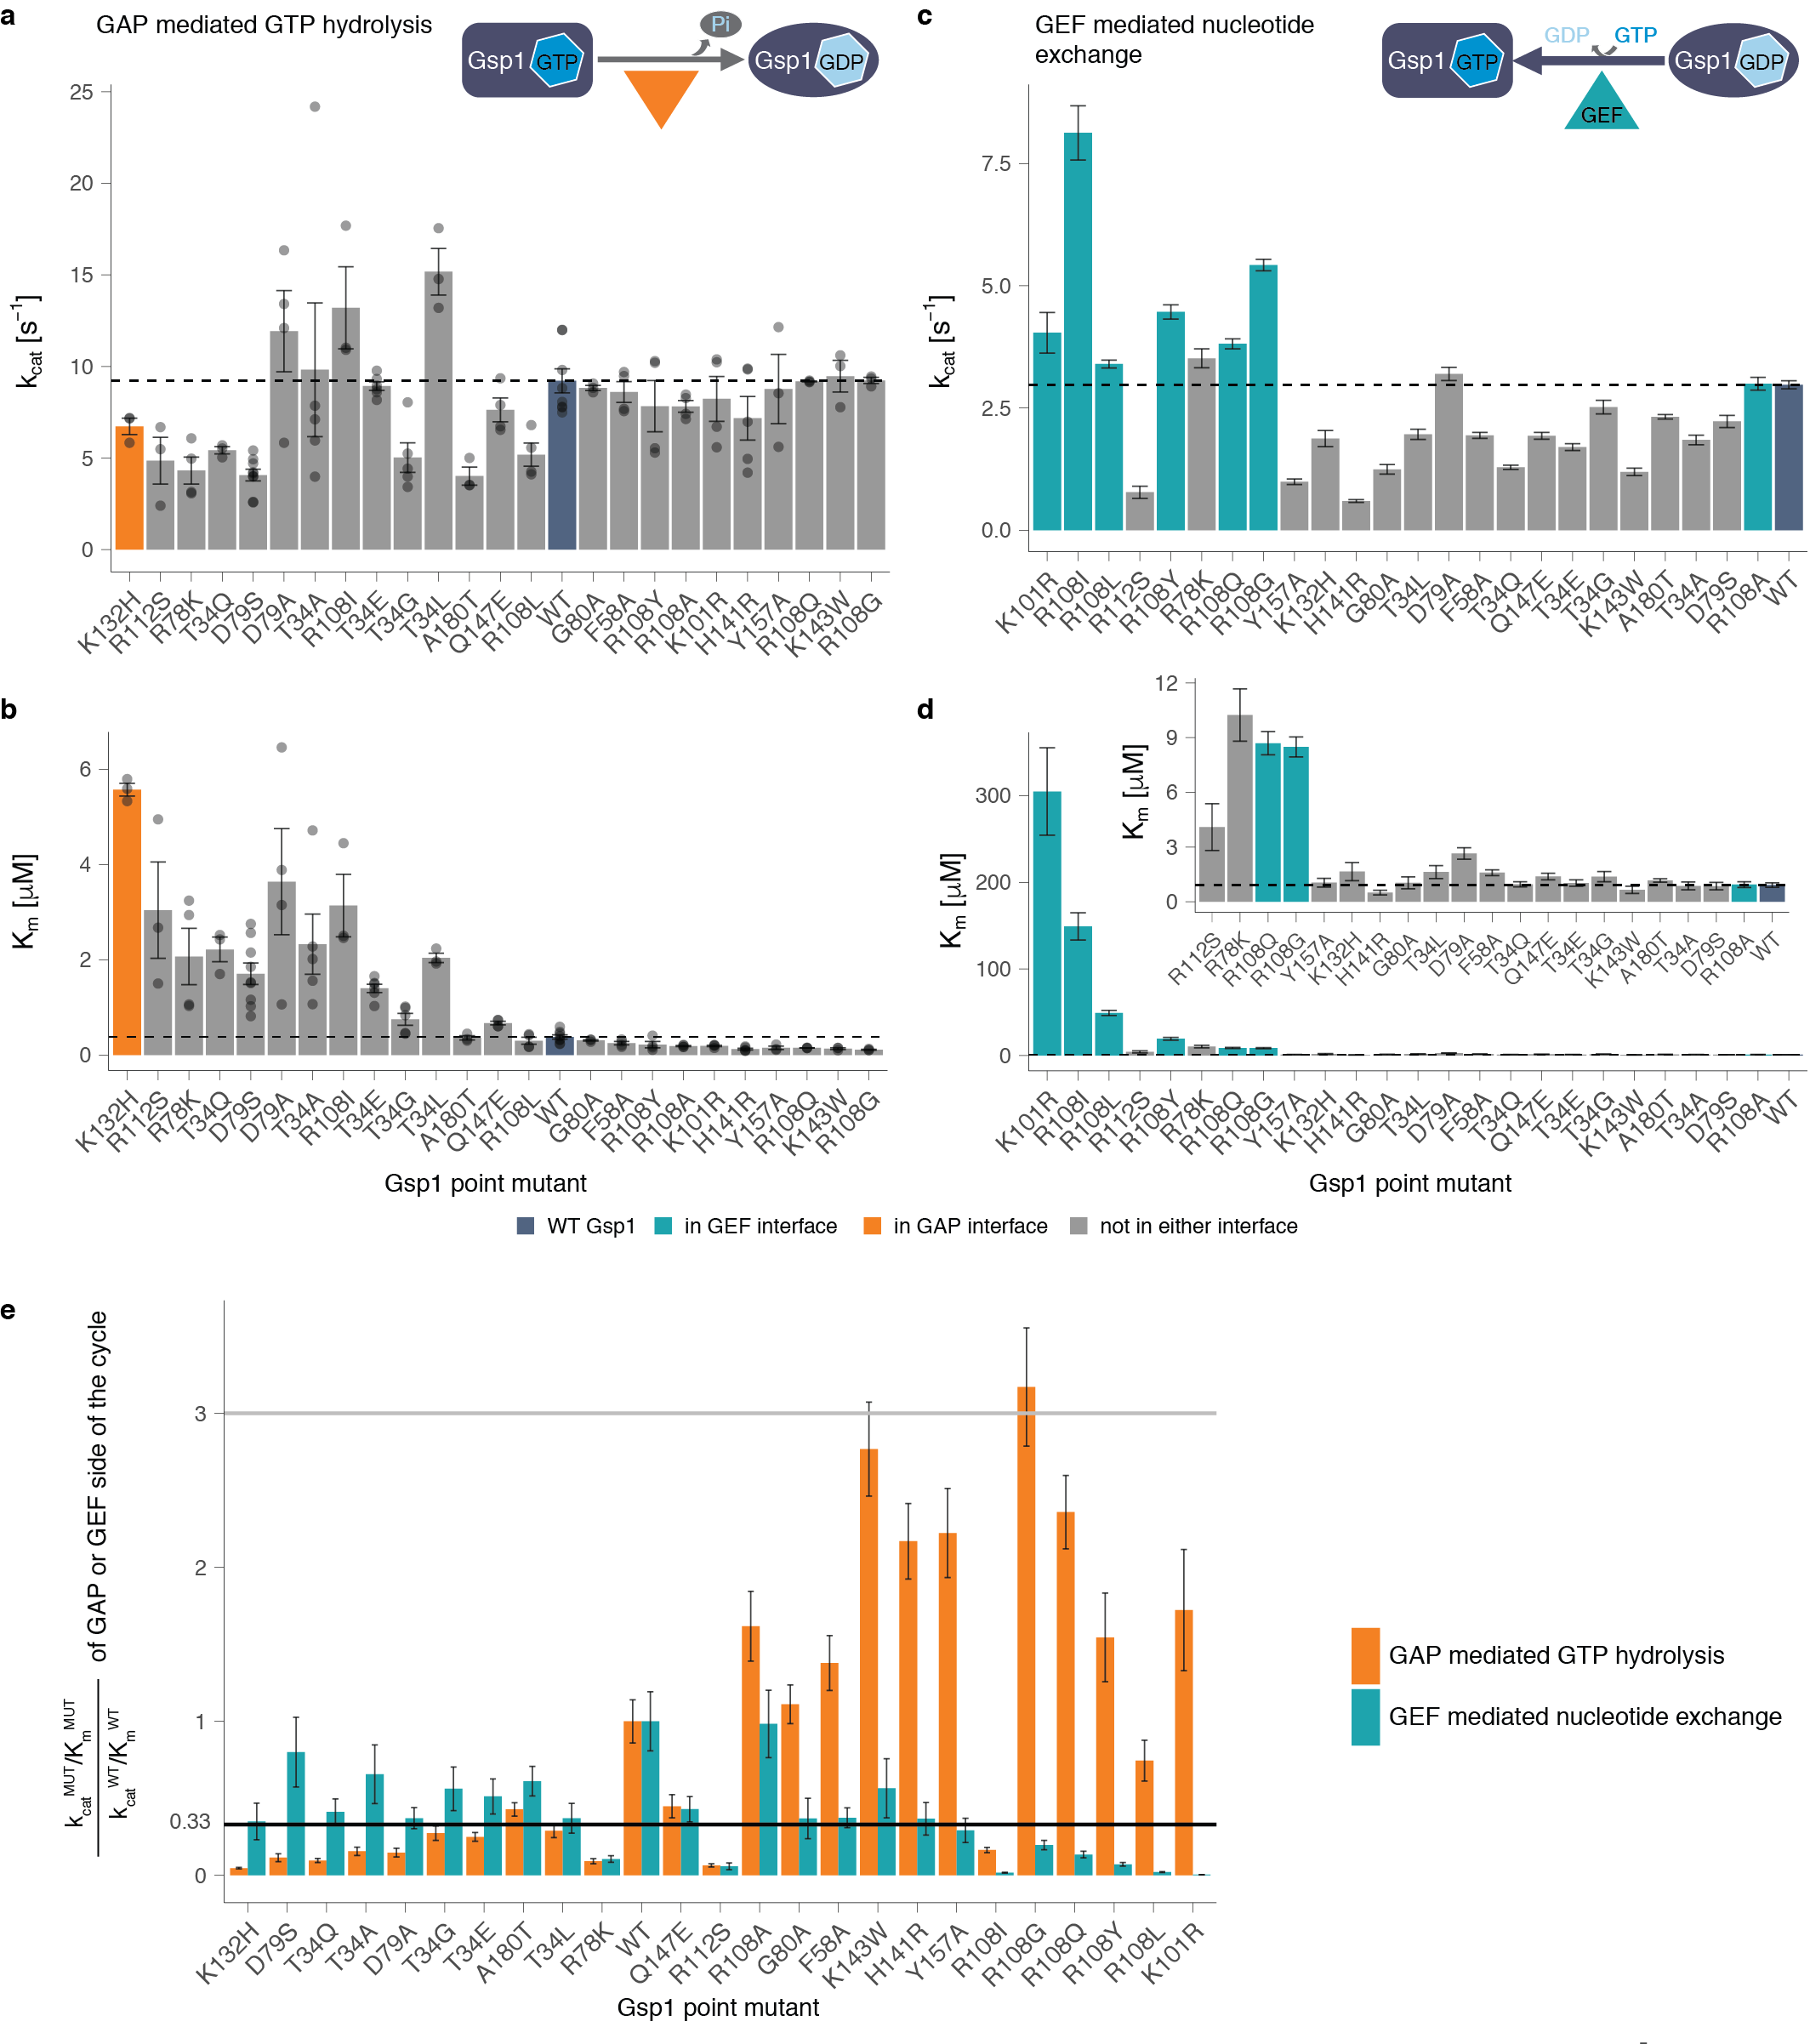 a
GAP mediated GTP hydrolysis
Gsp1 GTP
Pi
Gsp1 GDP
25
20
15
10
5
0
kcat [s−1]
K132H
R112S
R78K
T34Q
D79S
D79A
T34A
R108I
T34E
T34G
T34L
A180T
Q147E
R108L
WT
G80A
F58A
R108Y
R108A
K101R
H141R
Y157A
R108Q
K143W
R108G
b
6
4
2
0
Km [μM]
K132H
R112S
R78K
T34Q
D79S
D79A
T34A
R108I
T34E
T34G
T34L
A180T
Q147E
R108L
WT
G80A
F58A
R108Y
R108A
K101R
H141R
Y157A
R108Q
K143W
R108G
Gsp1 point mutant
c
GEF mediated nucleotide
exchange
Gsp1 GTP
GDP GTP
GEF
Gsp1 GDP
7.5
5.0
2.5
0.0
kcat [s−1]
K101R
R108I
R108L
R112S
R108Y
R78K
R108Q
R108G
Y157A
K132H
H141R
G80A
T34L
D79A
F58A
T34Q
Q147E
T34E
T34G
K143W
A180T
T34A
D79S
R108A
WT
d
300
200
100
0
Km [μM]
12
9
6
3
0
Km [μM]
R112S
R78K
R108Q
R108G
Y157A
K132H
H141R
G80A
T34L
D79A
F58A
T34Q
Q147E
T34E
T34G
K143W
A180T
T34A
D79S
R108A
WT
K101R
R108I
R108L
R112S
R108Y
R78K
R108Q
R108G
Y157A
K132H
H141R
G80A
T34L
D79A
F58A
T34Q
Q147E
T34E
T34G
K143W
A180T
T34A
D79S
R108A
WT
Gsp1 point mutant
WT Gsp1 in GEF interface in GAP interface not in either interface
e
kcatMUT/KmMUT
kcatWT/KmWT
of GAP or GEF side of the cycle
3
2
1
0.33
0
K132H
D79S
T34Q
T34A
D79A
T34G
T34E
A180T
T34L
R78K
WT
Q147E
R112S
R108A
G80A
F58A
K143W
H141R
Y157A
R108I
R108G
R108Q
R108Y
R108L
K101R
Gsp1 point mutant
GAP mediated GTP hydrolysis
GEF mediated nucleotide exchange